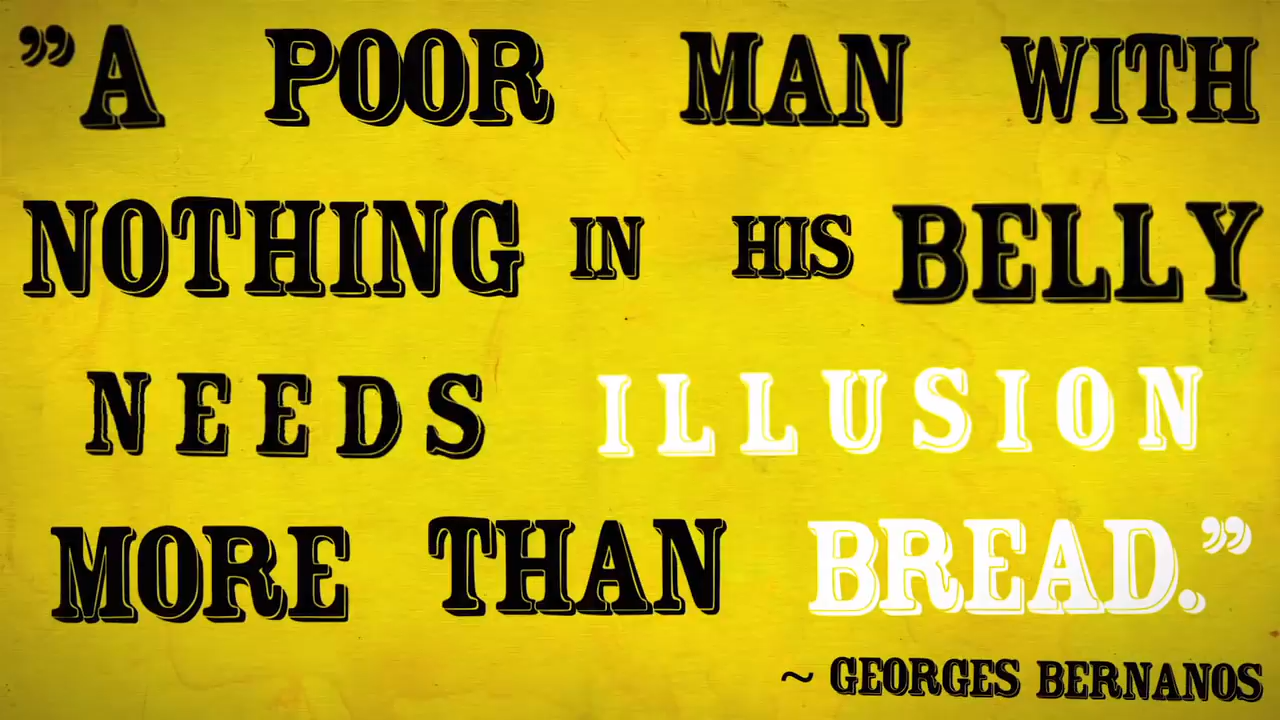 ”A POOR MAN WITH
NOTHING IN HIS BELLY
NEEDS ILLUSION
MORE THAN BREAD.”
~ GEORGES BERNANOS